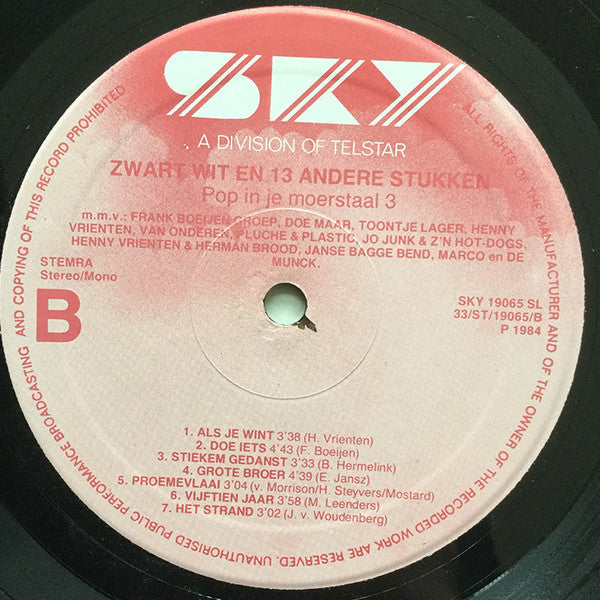 SKY
A DIVISION OF TELSTAR
ZWART WIT EN 13 ANDERE STUKKEN
Pop in je moerstaal 3
m.m.v.: FRANK BOEIJEN GROEP, DOE MAAR, TOONTJE LAGER, HENNY
VRIENTEN, VAN ONDEREN, PLUCHE & PLASTIC, JO JUNK & Z'N HOT-DOGS,
HENNY VRIENTEN & HERMAN BROOD, JANSE BAGGE BEND, MARCO en DE
MUNCK.
STEMRA
Stereo/Mono
B
SKY 19065 SL
33/ST/19065/B
P 1984
1. ALS JE WINT 3'38 (H. Vrienten)
2. DOE IETS 4'43 (F. Boeijen)
3. STIEKEM GEDANST 3'33 (B. Hermelink)
4. GROTE BROER 4'39 (E. Jansz)
5. PROEMEVLAAI 3'04 (v. Morrison/H. Steyvers/Mostard)
6. VIJFTIEN JAAR 3'58 (M. Leenders)
7. HET STRAND 3'02 (J. v. Woudenberg)
ALL RIGHTS OF THE MANUFACTURER AND OF THE OWNER OF THE RECORDED WORK ARE RESERVED. UNAUTHORISED PUBLIC PERFORMANCE BROADCASTING AND COPYING OF THIS RECORD PROHIBITED